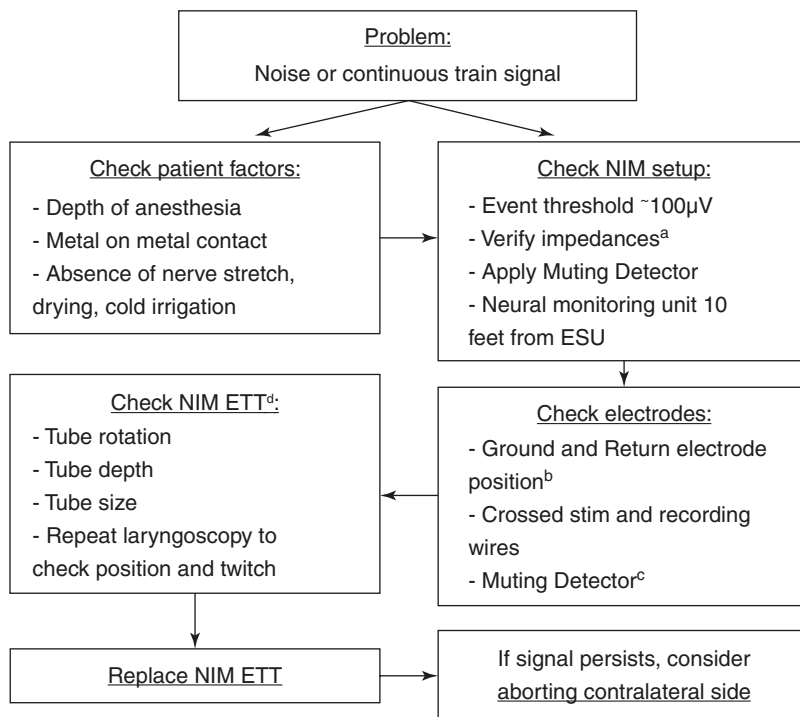 Problem:
Noise or continuous train signal
Check patient factors:
- Depth of anesthesia
- Metal on metal contact
- Absence of nerve stretch,
drying, cold irrigation
Check NIM setup:
- Event threshold ~100µV
- Verify impedancesᵃ
- Apply Muting Detector
- Neural monitoring unit 10
feet from ESU
Check electrodes:
- Ground and Return electrode
positionᵇ
- Crossed stim and recording
wires
- Muting Detectorᶜ
Check NIM ETTᵈ:
- Tube rotation
- Tube depth
- Tube size
- Repeat laryngoscopy to
check position and twitch
Replace NIM ETT
If signal persists, consider
aborting contralateral side